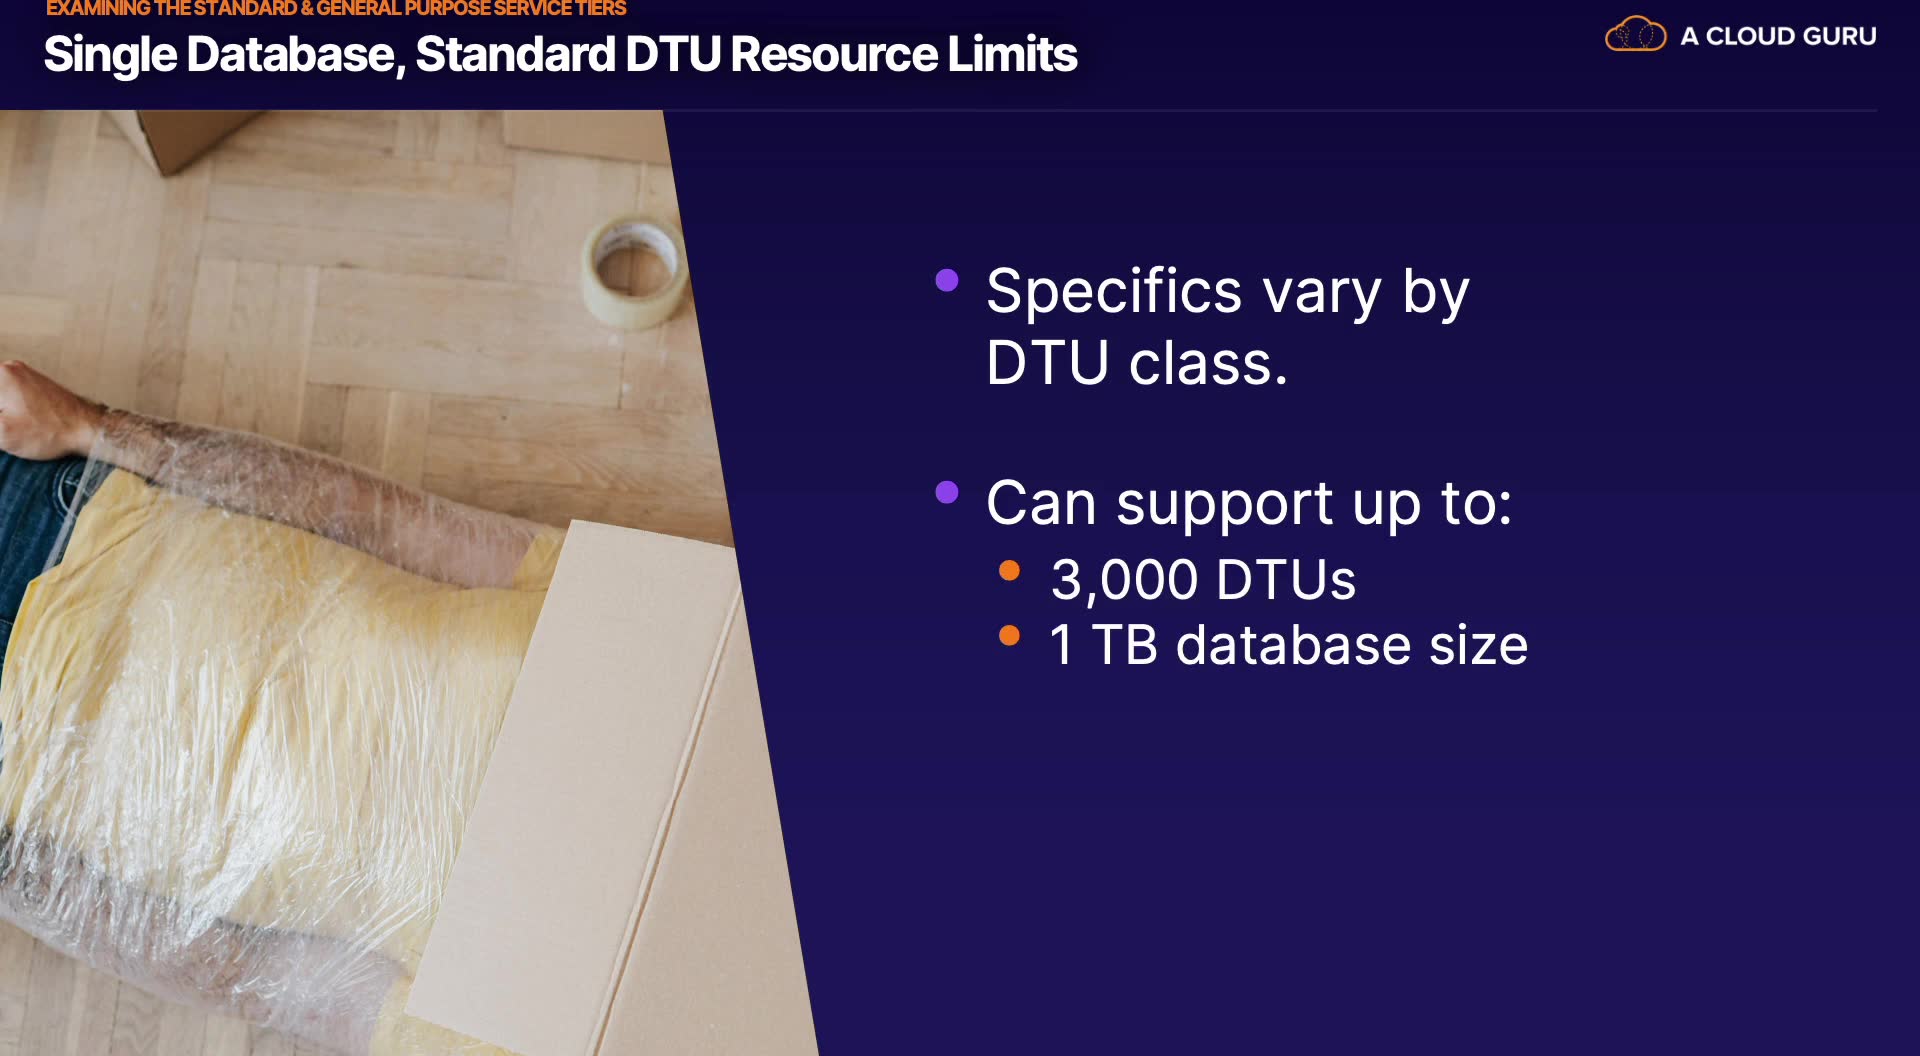 EXAMINING THE STANDARD & GENERAL PURPOSE SERVICE TIERS
Single Database, Standard DTU Resource Limits
A CLOUD GURU
Specifics vary by
DTU class.
Can support up to:
3,000 DTUs
1 TB database size